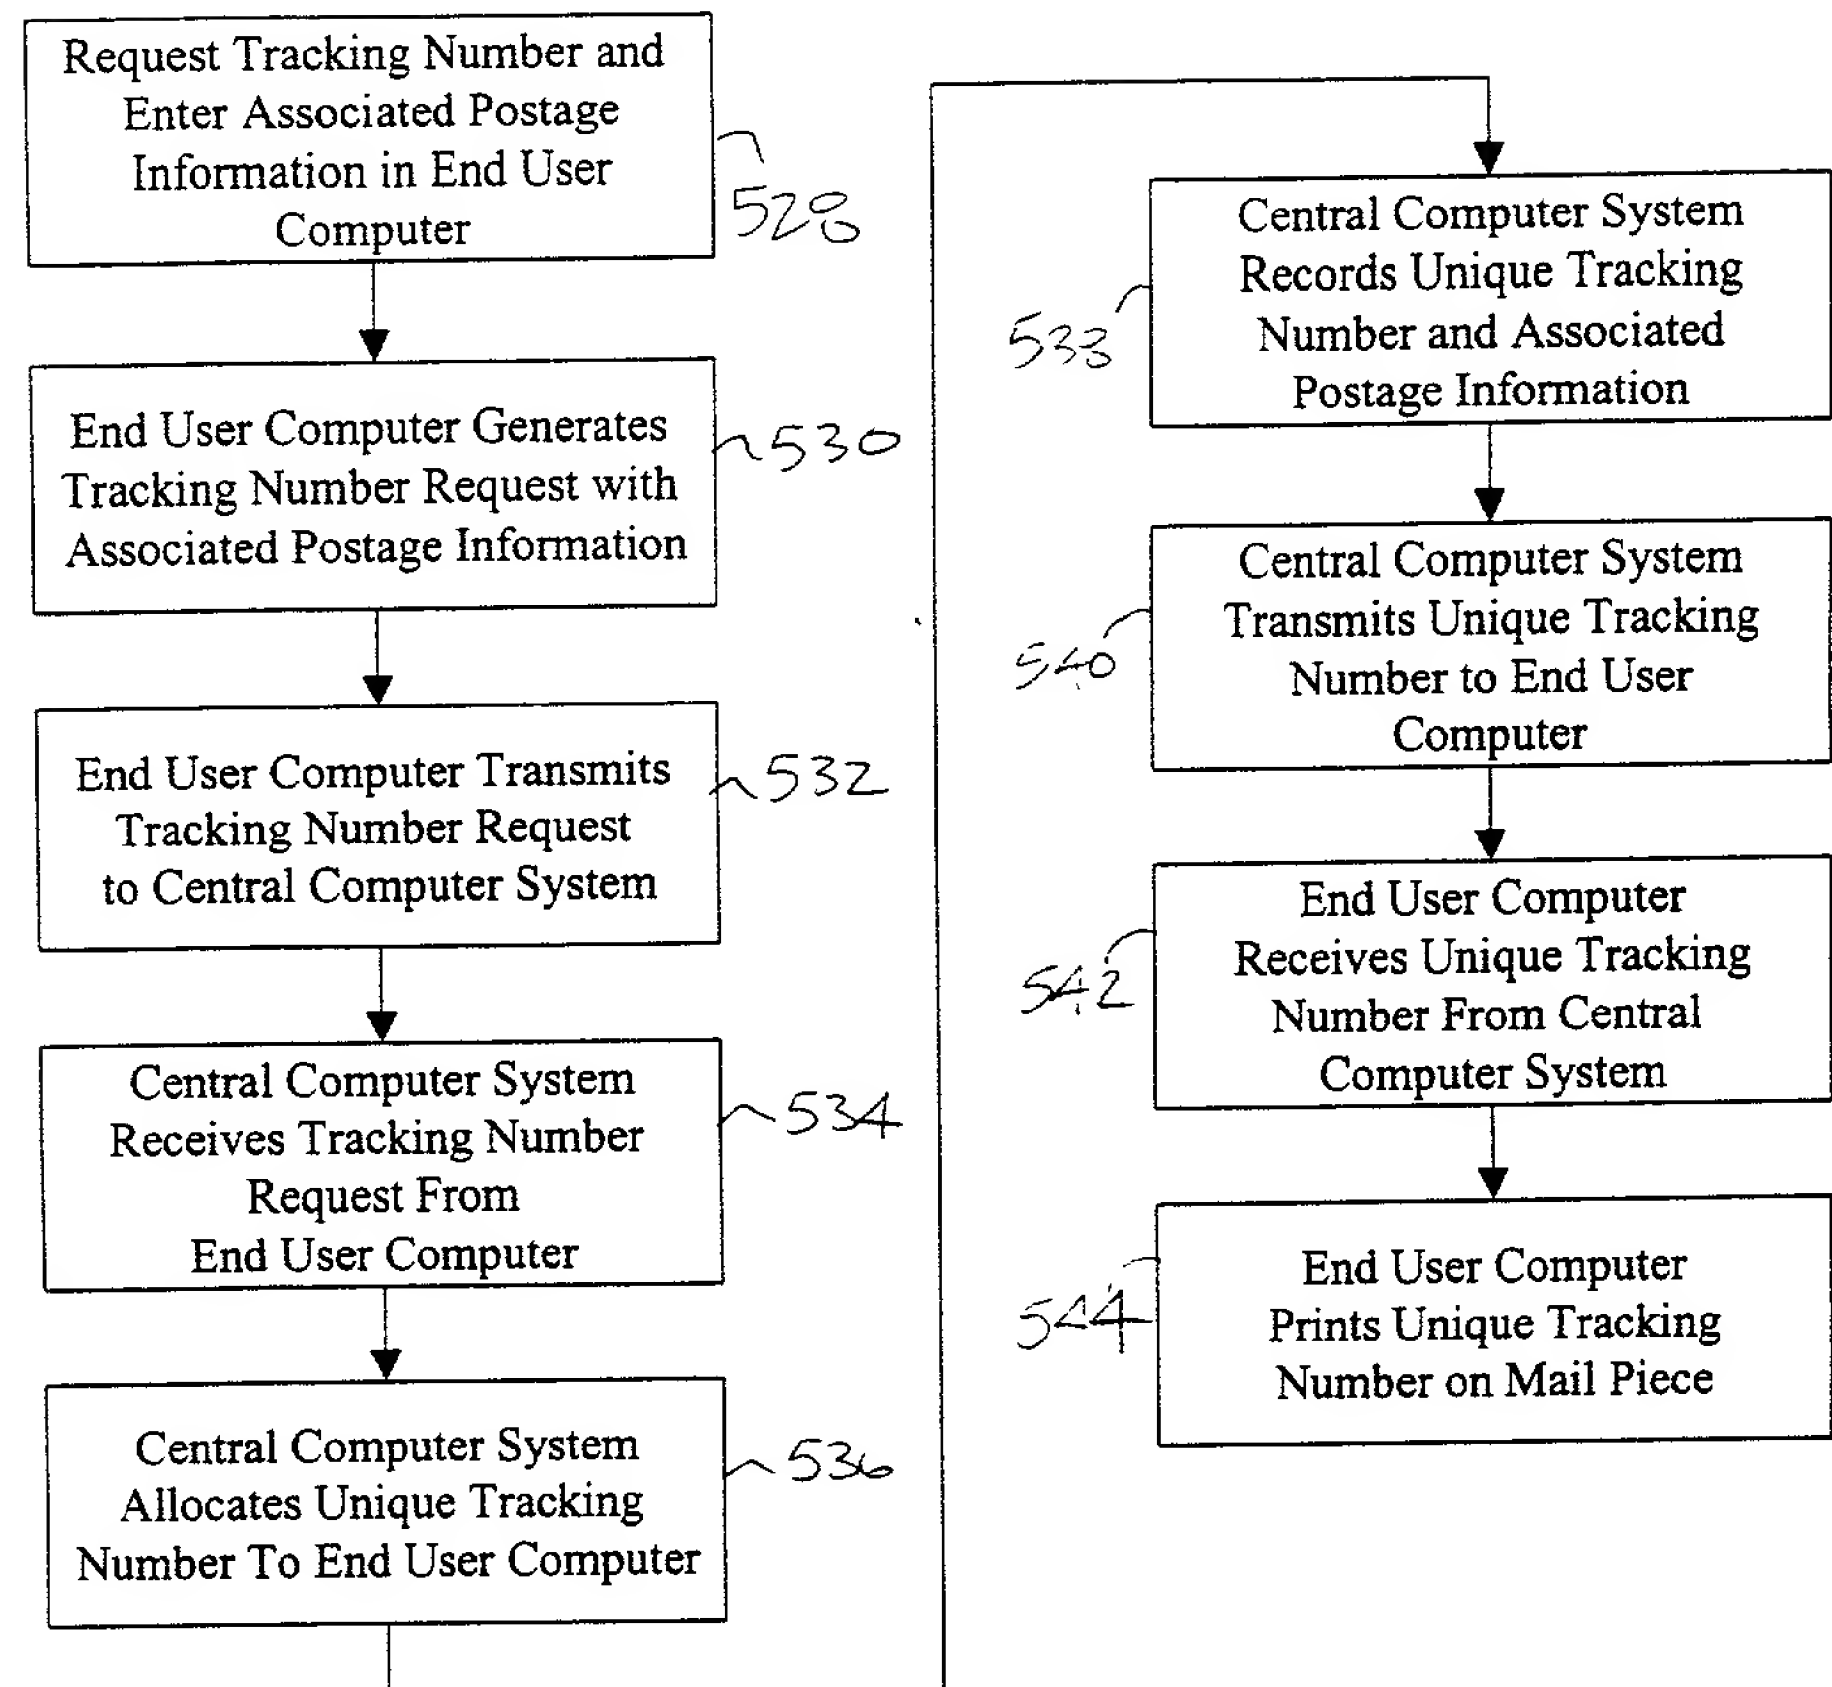 Request Tracking Number and
Enter Associated Postage
Information in End User
Computer
528
End User Computer Generates
Tracking Number Request with
Associated Postage Information
530
End User Computer Transmits
Tracking Number Request
to Central Computer System
532
Central Computer System
Receives Tracking Number
Request From
End User Computer
534
Central Computer System
Allocates Unique Tracking
Number To End User Computer
536
Central Computer System
Records Unique Tracking
Number and Associated
Postage Information
538
Central Computer System
Transmits Unique Tracking
Number to End User
Computer
540
End User Computer
Receives Unique Tracking
Number From Central
Computer System
542
End User Computer
Prints Unique Tracking
Number on Mail Piece
544